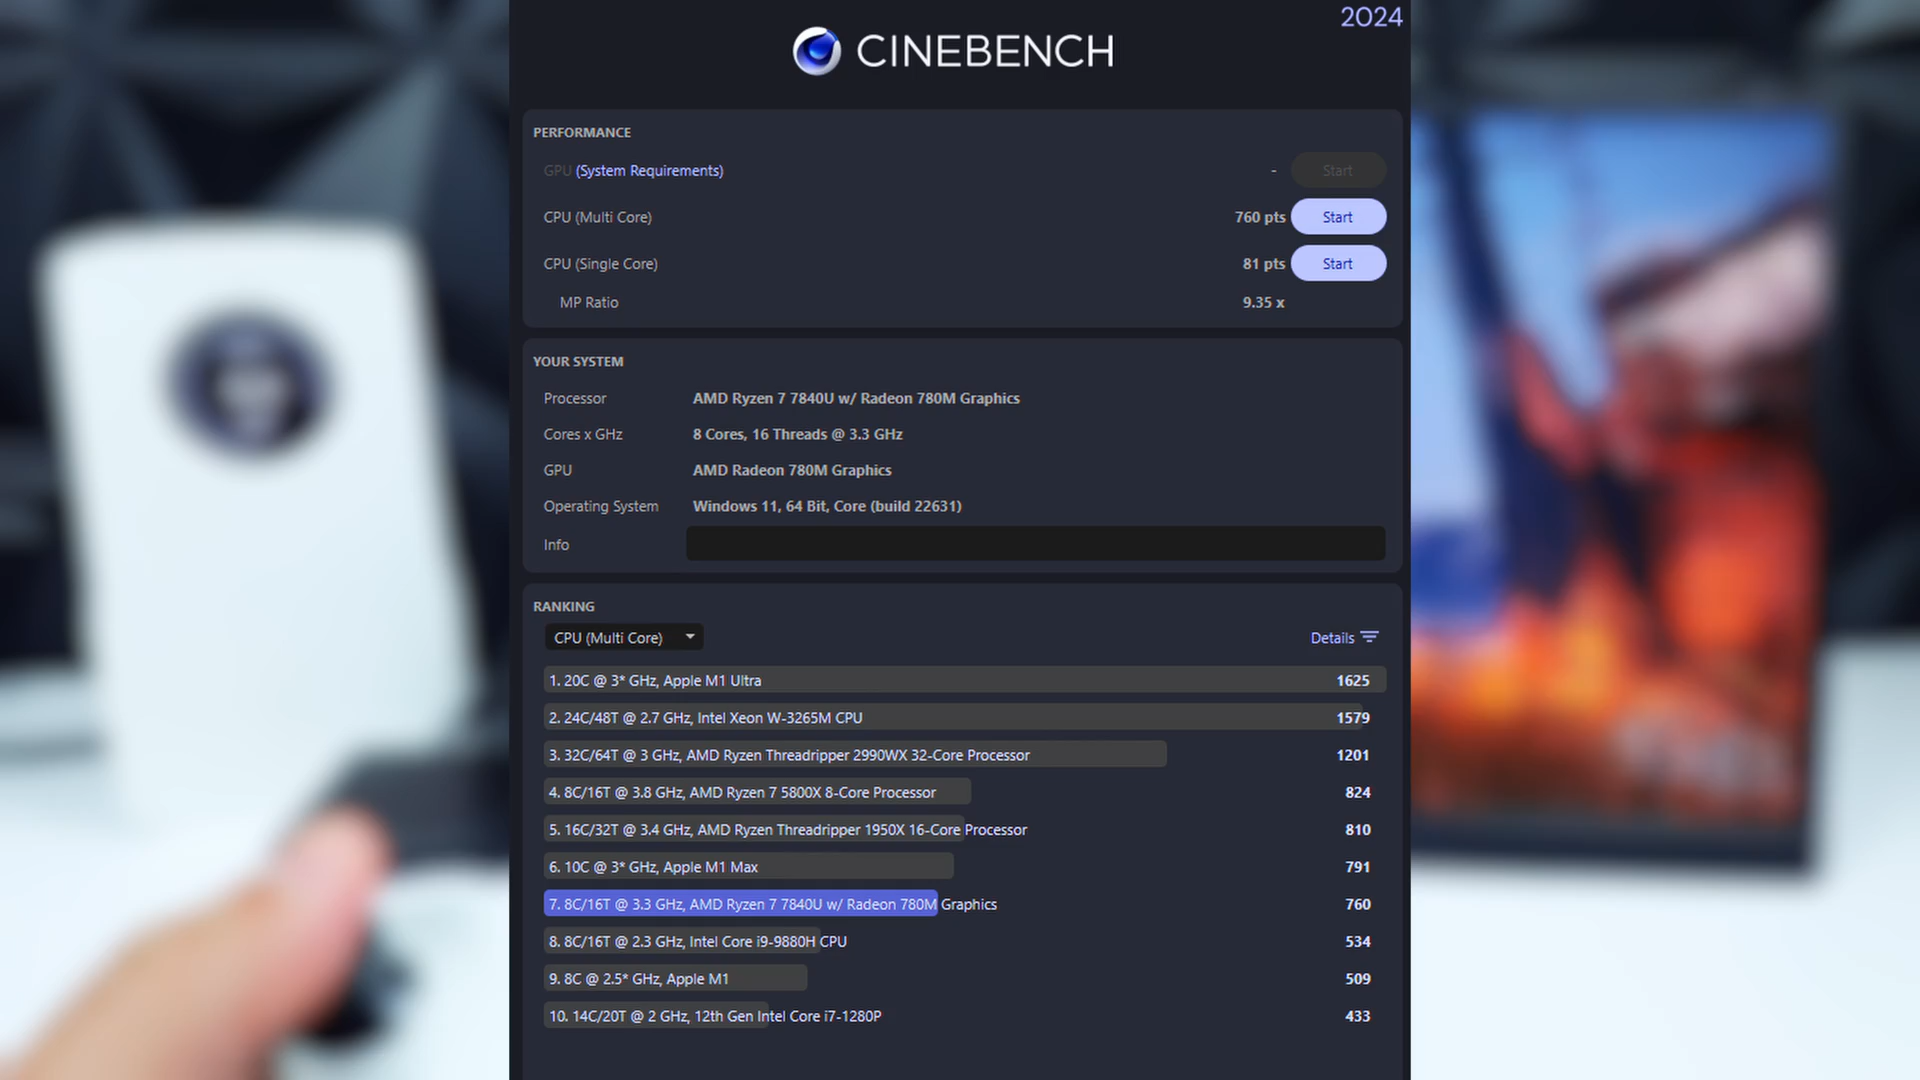 2024
CINEBENCH
PERFORMANCE
GPU (System Requirements) - Start
CPU (Multi Core) 760 pts Start
CPU (Single Core) 81 pts Start
MP Ratio 9.35 x
YOUR SYSTEM
Processor AMD Ryzen 7 7840U w/ Radeon 780M Graphics
Cores x GHz 8 Cores, 16 Threads @ 3.3 GHz
GPU AMD Radeon 780M Graphics
Operating System Windows 11, 64 Bit, Core (build 22631)
Info
RANKING
CPU (Multi Core) Details
1. 20C @ 3* GHz, Apple M1 Ultra 1625
2. 24C/48T @ 2.7 GHz, Intel Xeon W-3265M CPU 1579
3. 32C/64T @ 3 GHz, AMD Ryzen Threadripper 2990WX 32-Core Processor 1201
4. 8C/16T @ 3.8 GHz, AMD Ryzen 7 5800X 8-Core Processor 824
5. 16C/32T @ 3.4 GHz, AMD Ryzen Threadripper 1950X 16-Core Processor 810
6. 10C @ 3* GHz, Apple M1 Max 791
7. 8C/16T @ 3.3 GHz, AMD Ryzen 7 7840U w/ Radeon 780M Graphics 760
8. 8C/16T @ 2.3 GHz, Intel Core i9-9880H CPU 534
9. 8C @ 2.5* GHz, Apple M1 509
10. 14C/20T @ 2 GHz, 12th Gen Intel Core i7-1280P 433